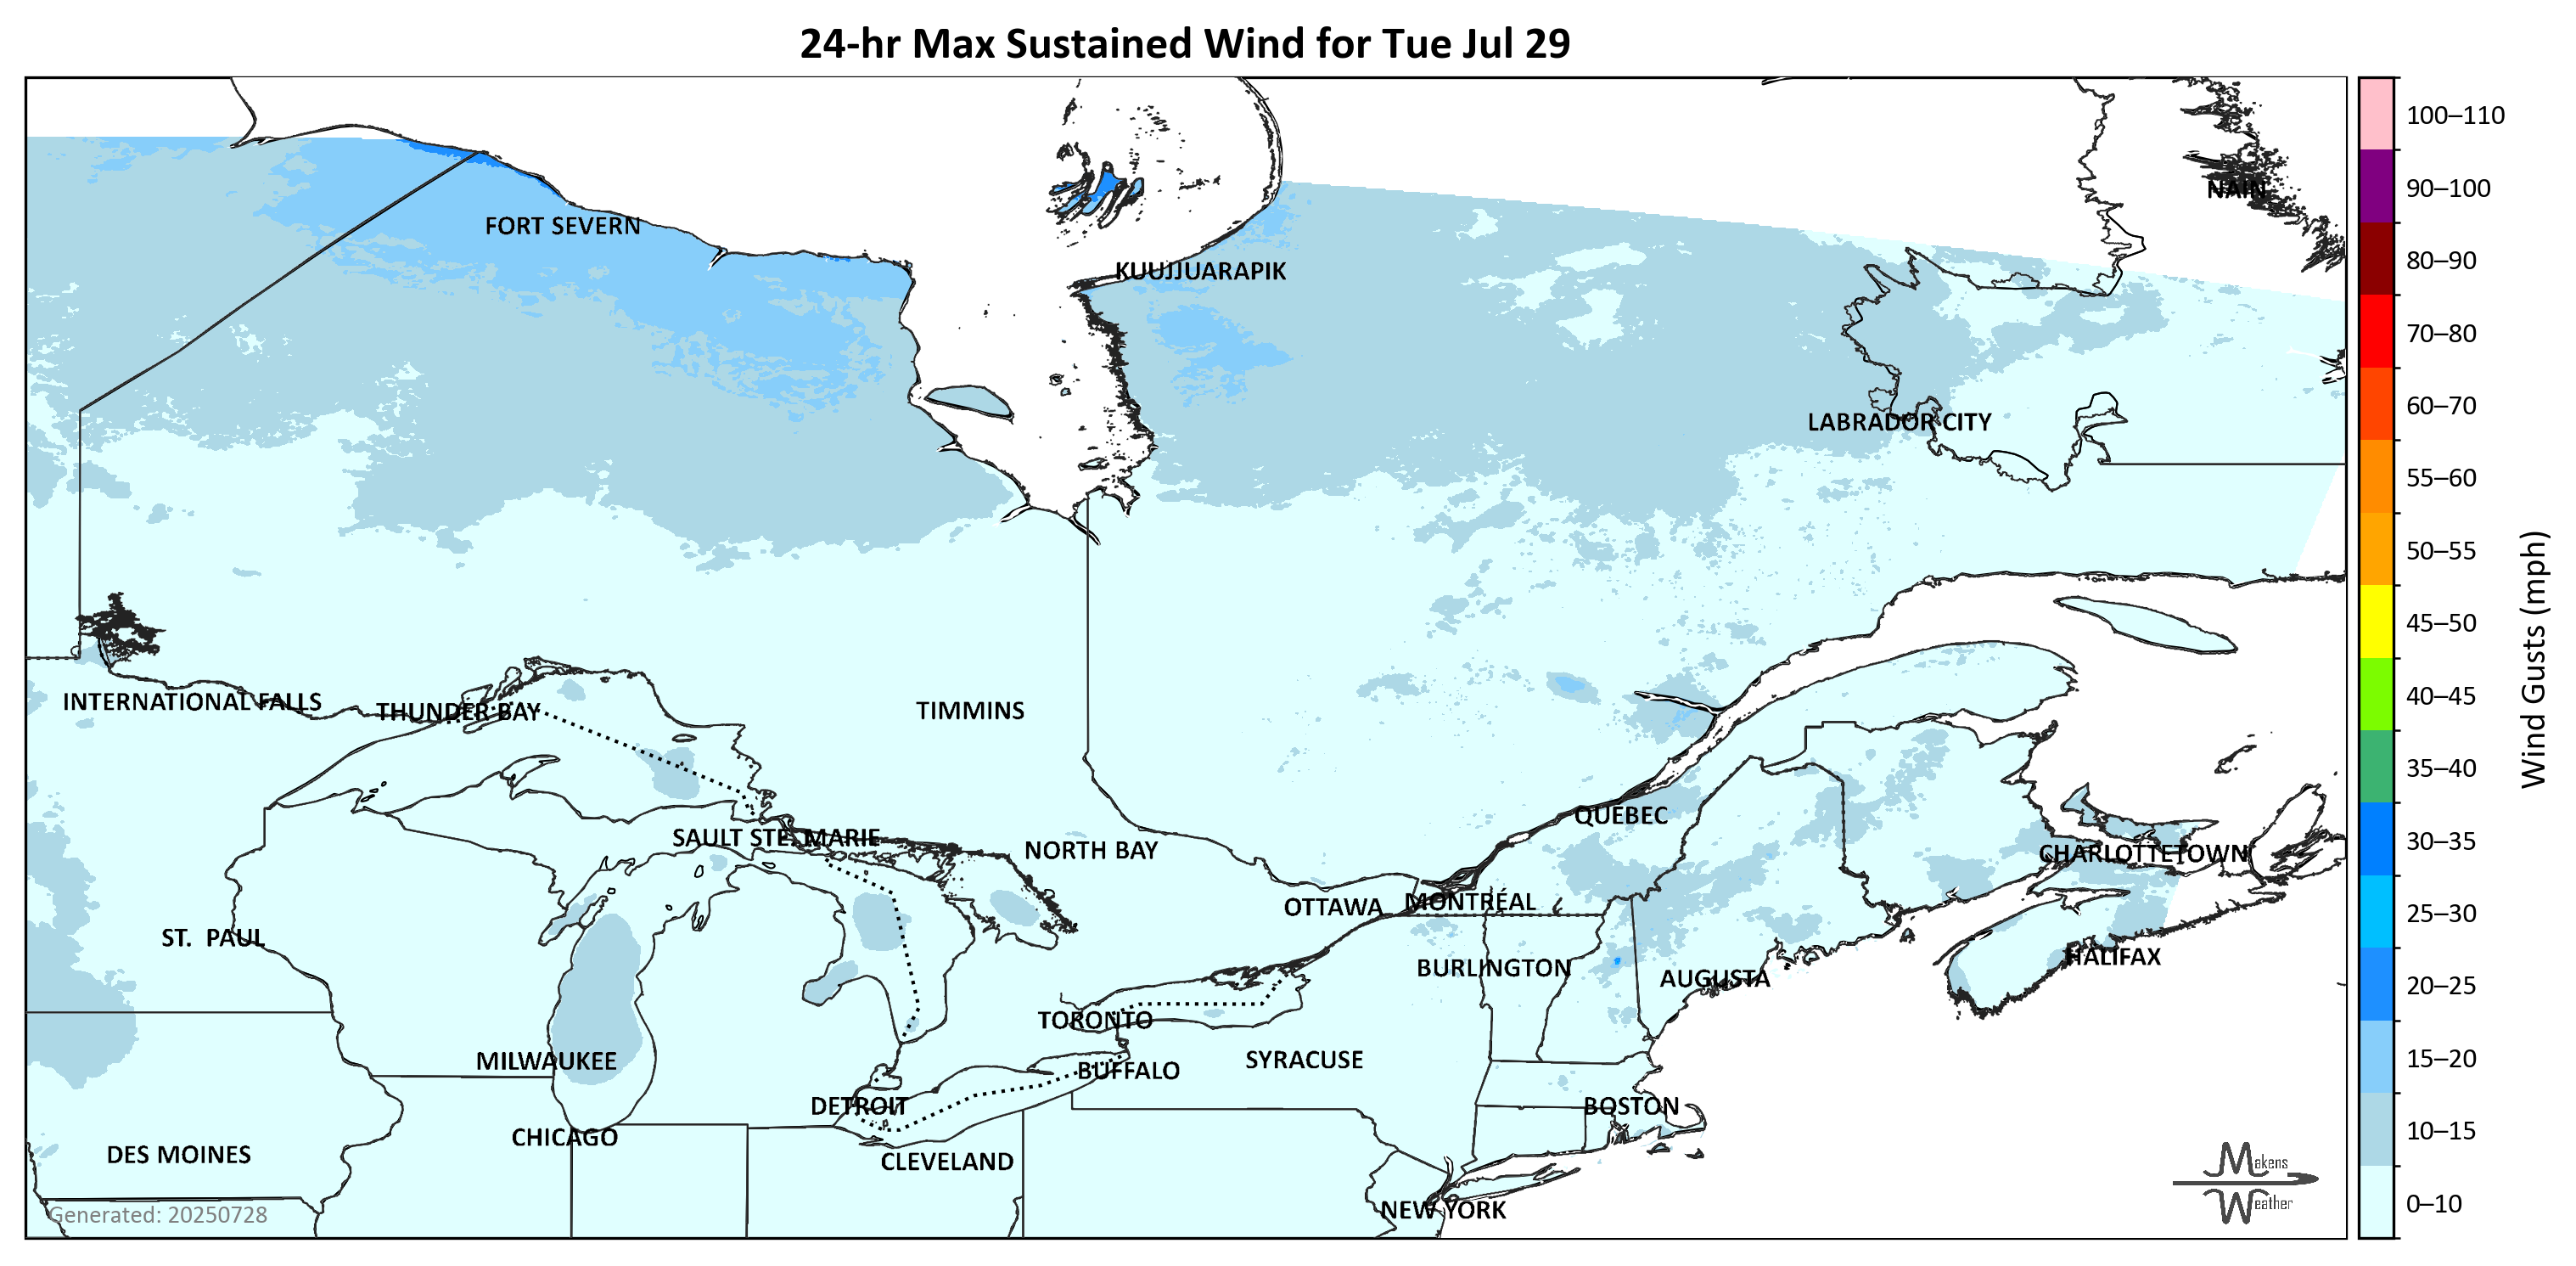 24-hr Max Sustained Wind for Tue Jul 29
100–110
90–100
80–90
70–80
60–70
55–60
50–55
45–50
40–45
35–40
30–35
25–30
20–25
15–20
10–15
0–10
Wind Gusts (mph)
NAIN
FORT SEVERN
KUUJJUARAPIK
LABRADOR CITY
INTERNATIONAL FALLS
THUNDER BAY
TIMMINS
QUÉBEC
SAULT STE. MARIE
NORTH BAY
CHARLOTTETOWN
OTTAWA
MONTRÉAL
ST. PAUL
HALIFAX
BURLINGTON
AUGUSTA
TORONTO
MILWAUKEE
SYRACUSE
BUFFALO
DETROIT
BOSTON
CHICAGO
DES MOINES
CLEVELAND
NEW YORK
Makens
Weather
Generated: 20250728